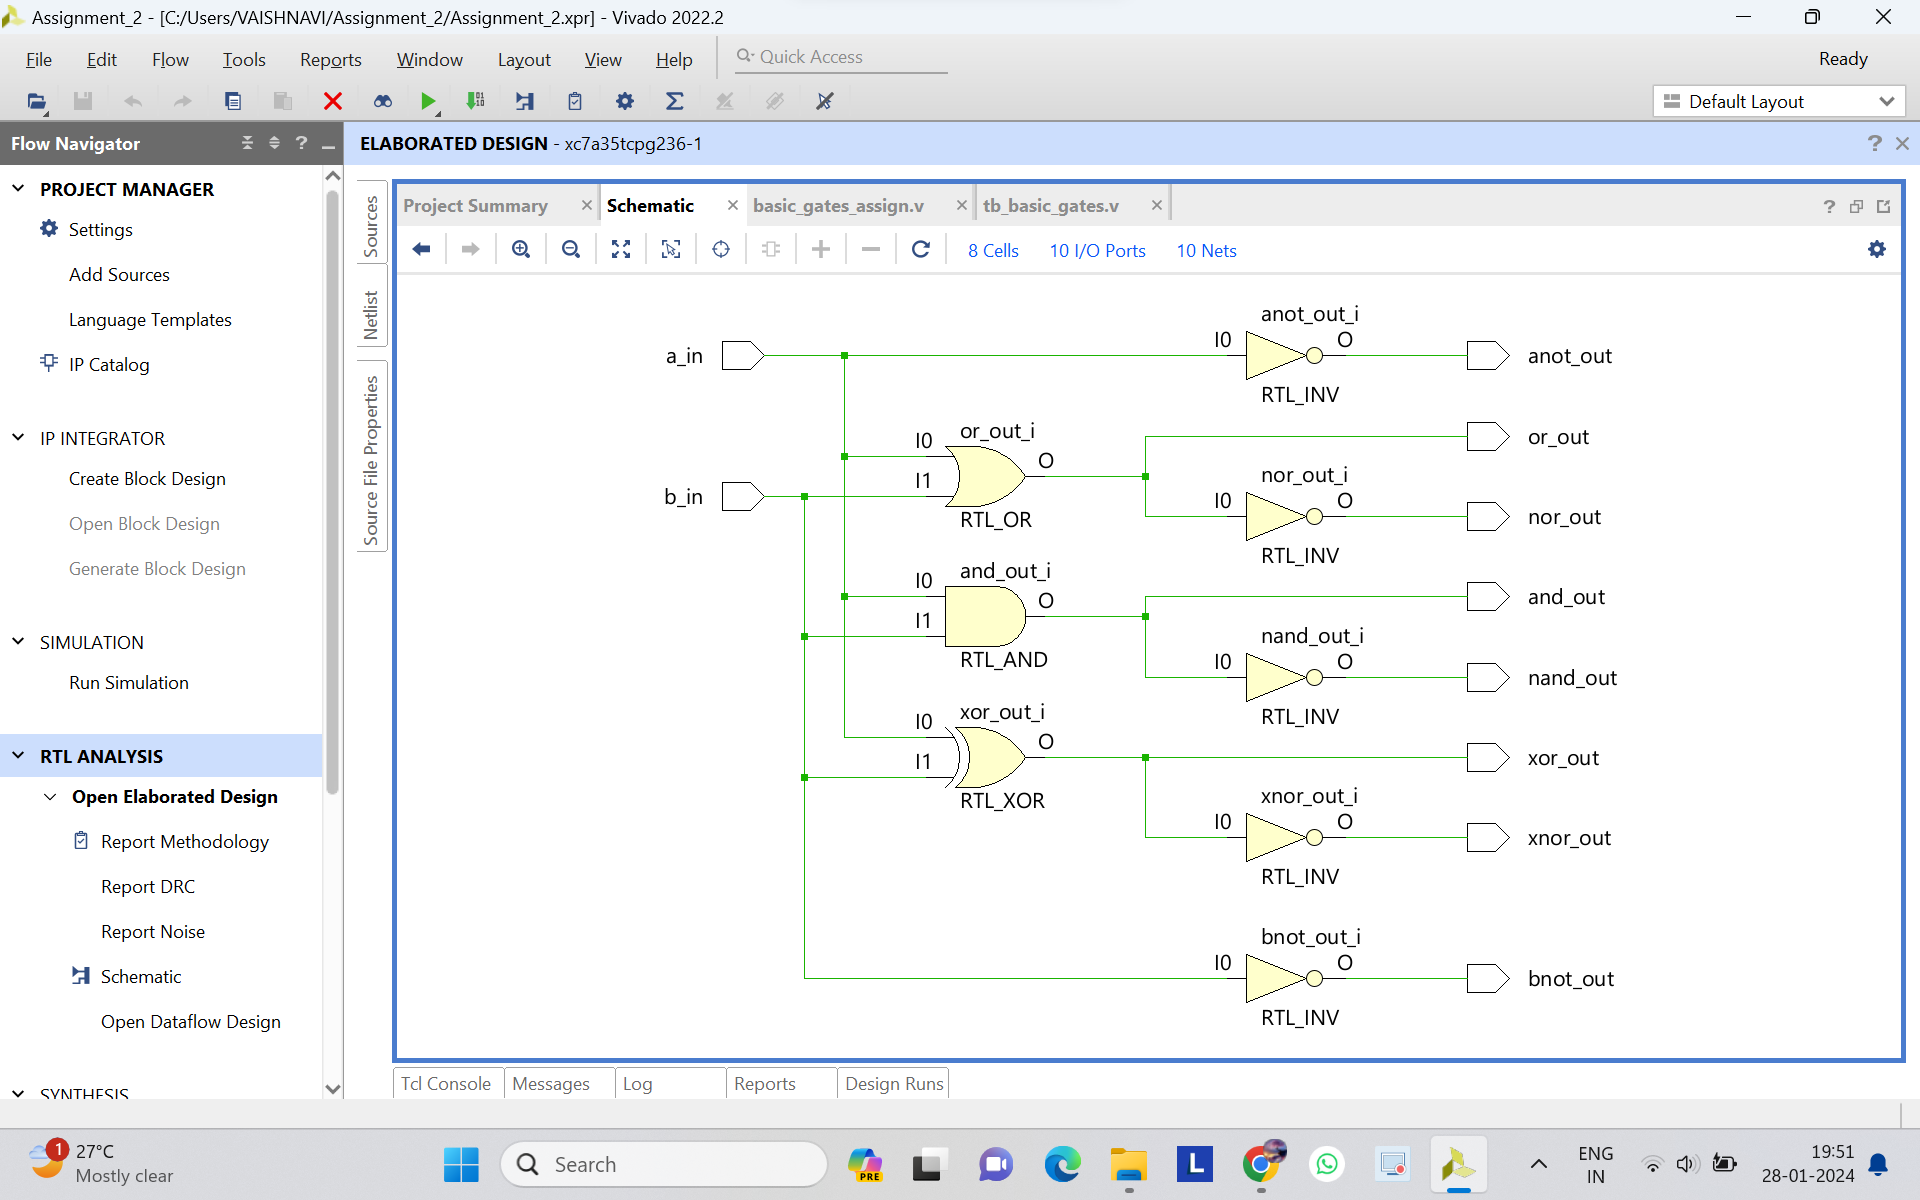 Assignment_2 - [C:/Users/VAISHNAVI/Assignment_2/Assignment_2.xpr] - Vivado 2022.2
File Edit Flow Tools Reports Window Layout View Help Quick Access Ready
Default Layout
Flow Navigator
ELABORATED DESIGN - xc7a35tcpg236-1
PROJECT MANAGER
Settings
Add Sources
Language Templates
IP Catalog
IP INTEGRATOR
Create Block Design
Open Block Design
Generate Block Design
SIMULATION
Run Simulation
RTL ANALYSIS
Open Elaborated Design
Report Methodology
Report DRC
Report Noise
Schematic
Open Dataflow Design
SYNTHESIS
Sources
Netlist
Source File Properties
Project Summary Schematic basic_gates_assign.v tb_basic_gates.v
8 Cells 10 I/O Ports 10 Nets
anot_out_i
I0 O
a_in anot_out
RTL_INV
or_out_i
I0 or_out
O
I1
nor_out_i
b_in I0 O
RTL_OR nor_out
RTL_INV
and_out_i
I0 O and_out
I1
nand_out_i
RTL_AND I0 O
nand_out
RTL_INV
xor_out_i
I0 O
I1 xor_out
RTL_XOR xnor_out_i
I0 O
xnor_out
RTL_INV
bnot_out_i
I0 O
bnot_out
RTL_INV
Tcl Console Messages Log Reports Design Runs
1 27°C
Mostly clear
Search
PRE
L
ENG
IN
19:51
28-01-2024